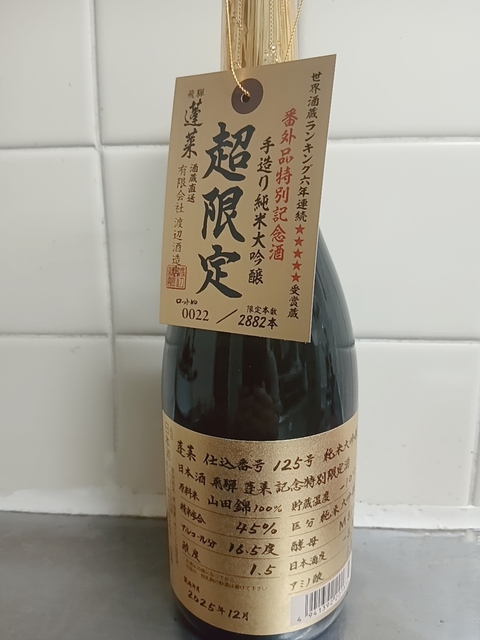 世界酒蔵ランキング六年連続★★★★★受賞蔵
番外品特別記念酒
手造り純米大吟醸
超限定
飛騨
蓬莱
酒蔵直送
有限会社 渡辺酒造
ロットNo
0022
限定本数
2882本
蓬莱 仕込番号 125号 純米大吟
日本酒 飛騨 蓬莱 記念特別限定酒
原料米 山田錦100%
貯蔵温度
精米歩合 45%
区分 純米大
アルコール分 16.5度
酵母 M
酸度 1.5
日本酒度
アミノ酸
製造年月
2025年12月